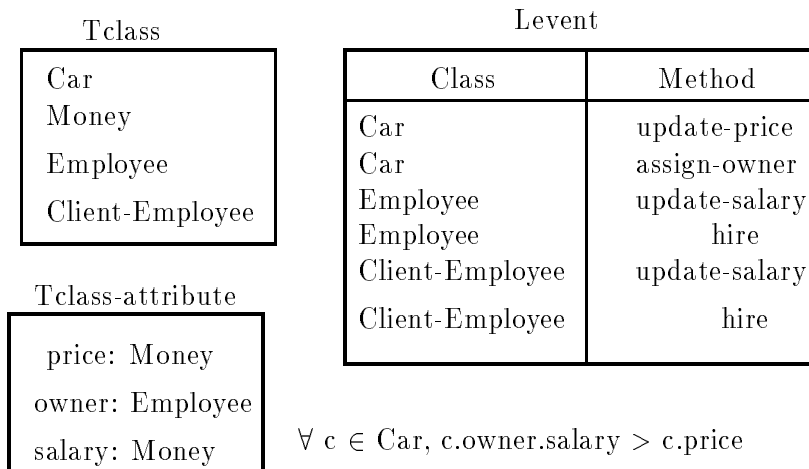 Tclass
Car
Money
Employee
Client-Employee
Levent
Class Method
Car update-price
Car assign-owner
Employee update-salary
Employee hire
Client-Employee update-salary
Client-Employee hire
Tclass-attribute
price: Money
owner: Employee
salary: Money
∀ c ∈ Car, c.owner.salary > c.price